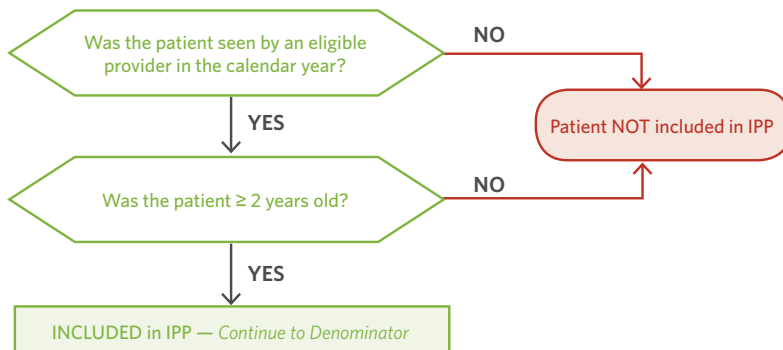 Was the patient seen by an eligible
provider in the calendar year?
NO
Patient NOT included in IPP
YES
Was the patient ≥ 2 years old?
NO
YES
INCLUDED in IPP — Continue to Denominator